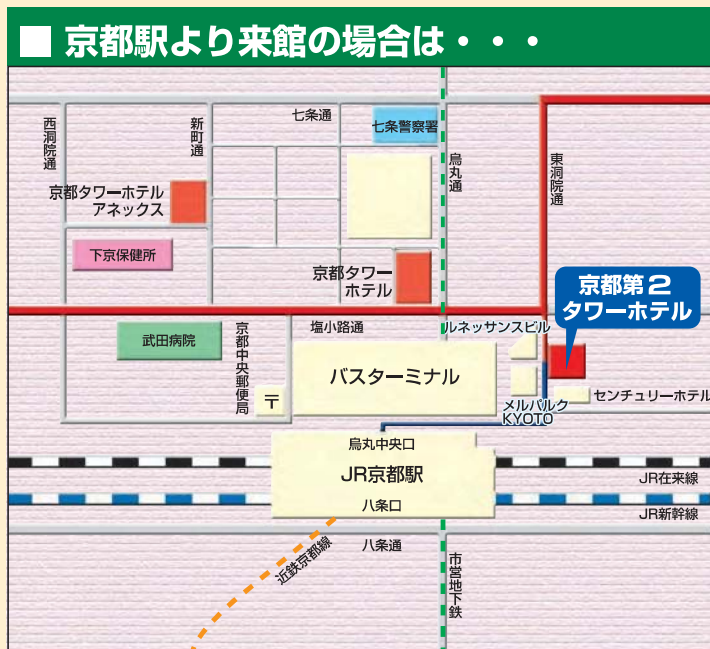 ■ 京都駅より来館の場合は・・・
七条通
七条警察署
西洞院通
新町通
烏丸通
東洞院通
京都タワーホテル
アネックス
下京保健所
京都タワー
ホテル
京都第2
タワーホテル
塩小路通
ルネッサンスビル
武田病院
京都中央郵便局
〒
バスターミナル
センチュリーホテル
メルパルク
KYOTO
烏丸中央口
JR京都駅
八条口
JR在来線
JR新幹線
近鉄京都線
八条通
市営地下鉄